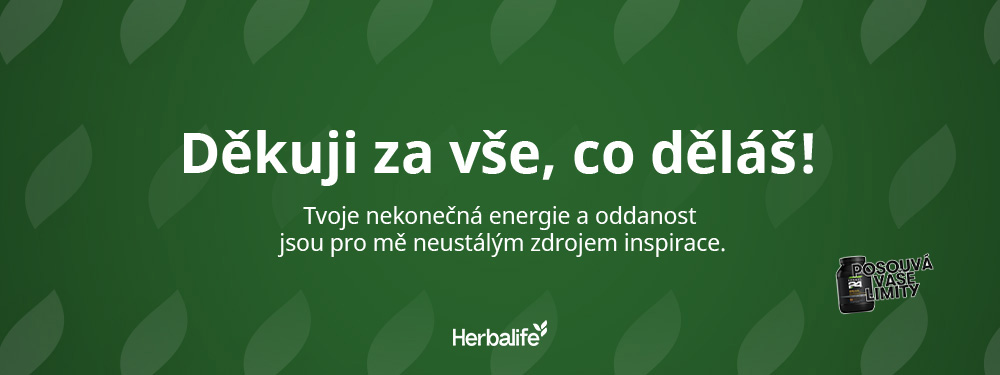 Děkuji za vše, co děláš!
Tvoje nekonečná energie a oddanost
jsou pro mě neustálým zdrojem inspirace.
POSOUVÁ
VAŠE
LIMITY
24
Herbalife